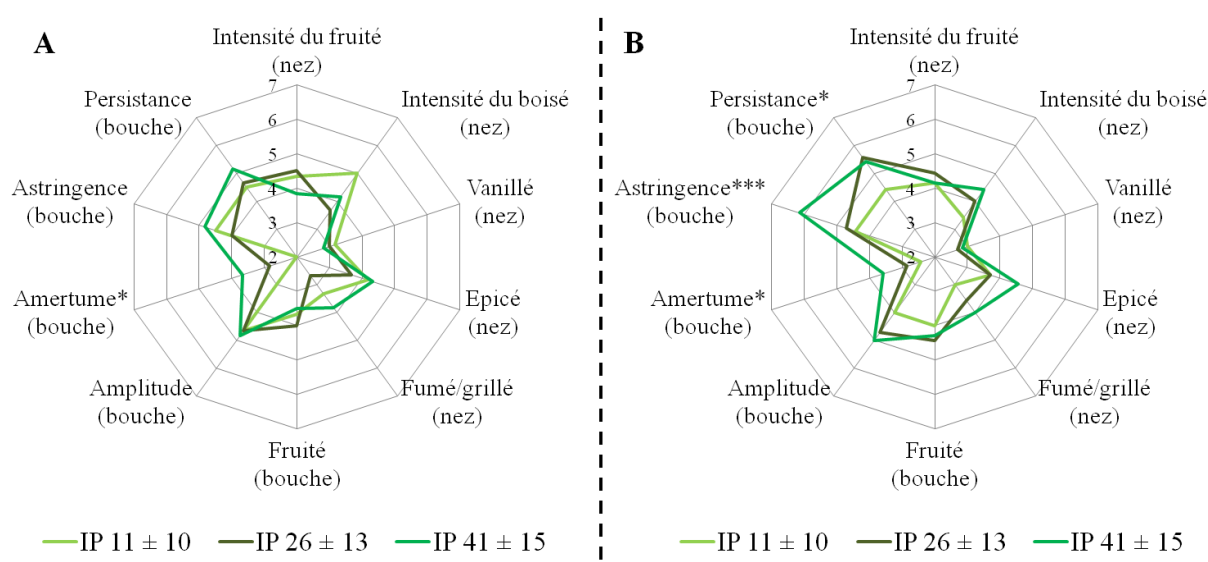 A
Intensité du fruité
(nez)
Intensité du boisé
(nez)
Vanillé
(nez)
Epicé
(nez)
Fumé/grillé
(nez)
Fruité
(bouche)
Amplitude
(bouche)
Amertume*
(bouche)
Astringence
(bouche)
Persistance
(bouche)
7
6
5
4
3
2
IP 11 ± 10
IP 26 ± 13
IP 41 ± 15
B
Intensité du fruité
(nez)
Intensité du boisé
(nez)
Vanillé
(nez)
Epicé
(nez)
Fumé/grillé
(nez)
Fruité
(bouche)
Amplitude
(bouche)
Amertume*
(bouche)
Astringence***
(bouche)
Persistance*
(bouche)
7
6
5
4
3
2
IP 11 ± 10
IP 26 ± 13
IP 41 ± 15